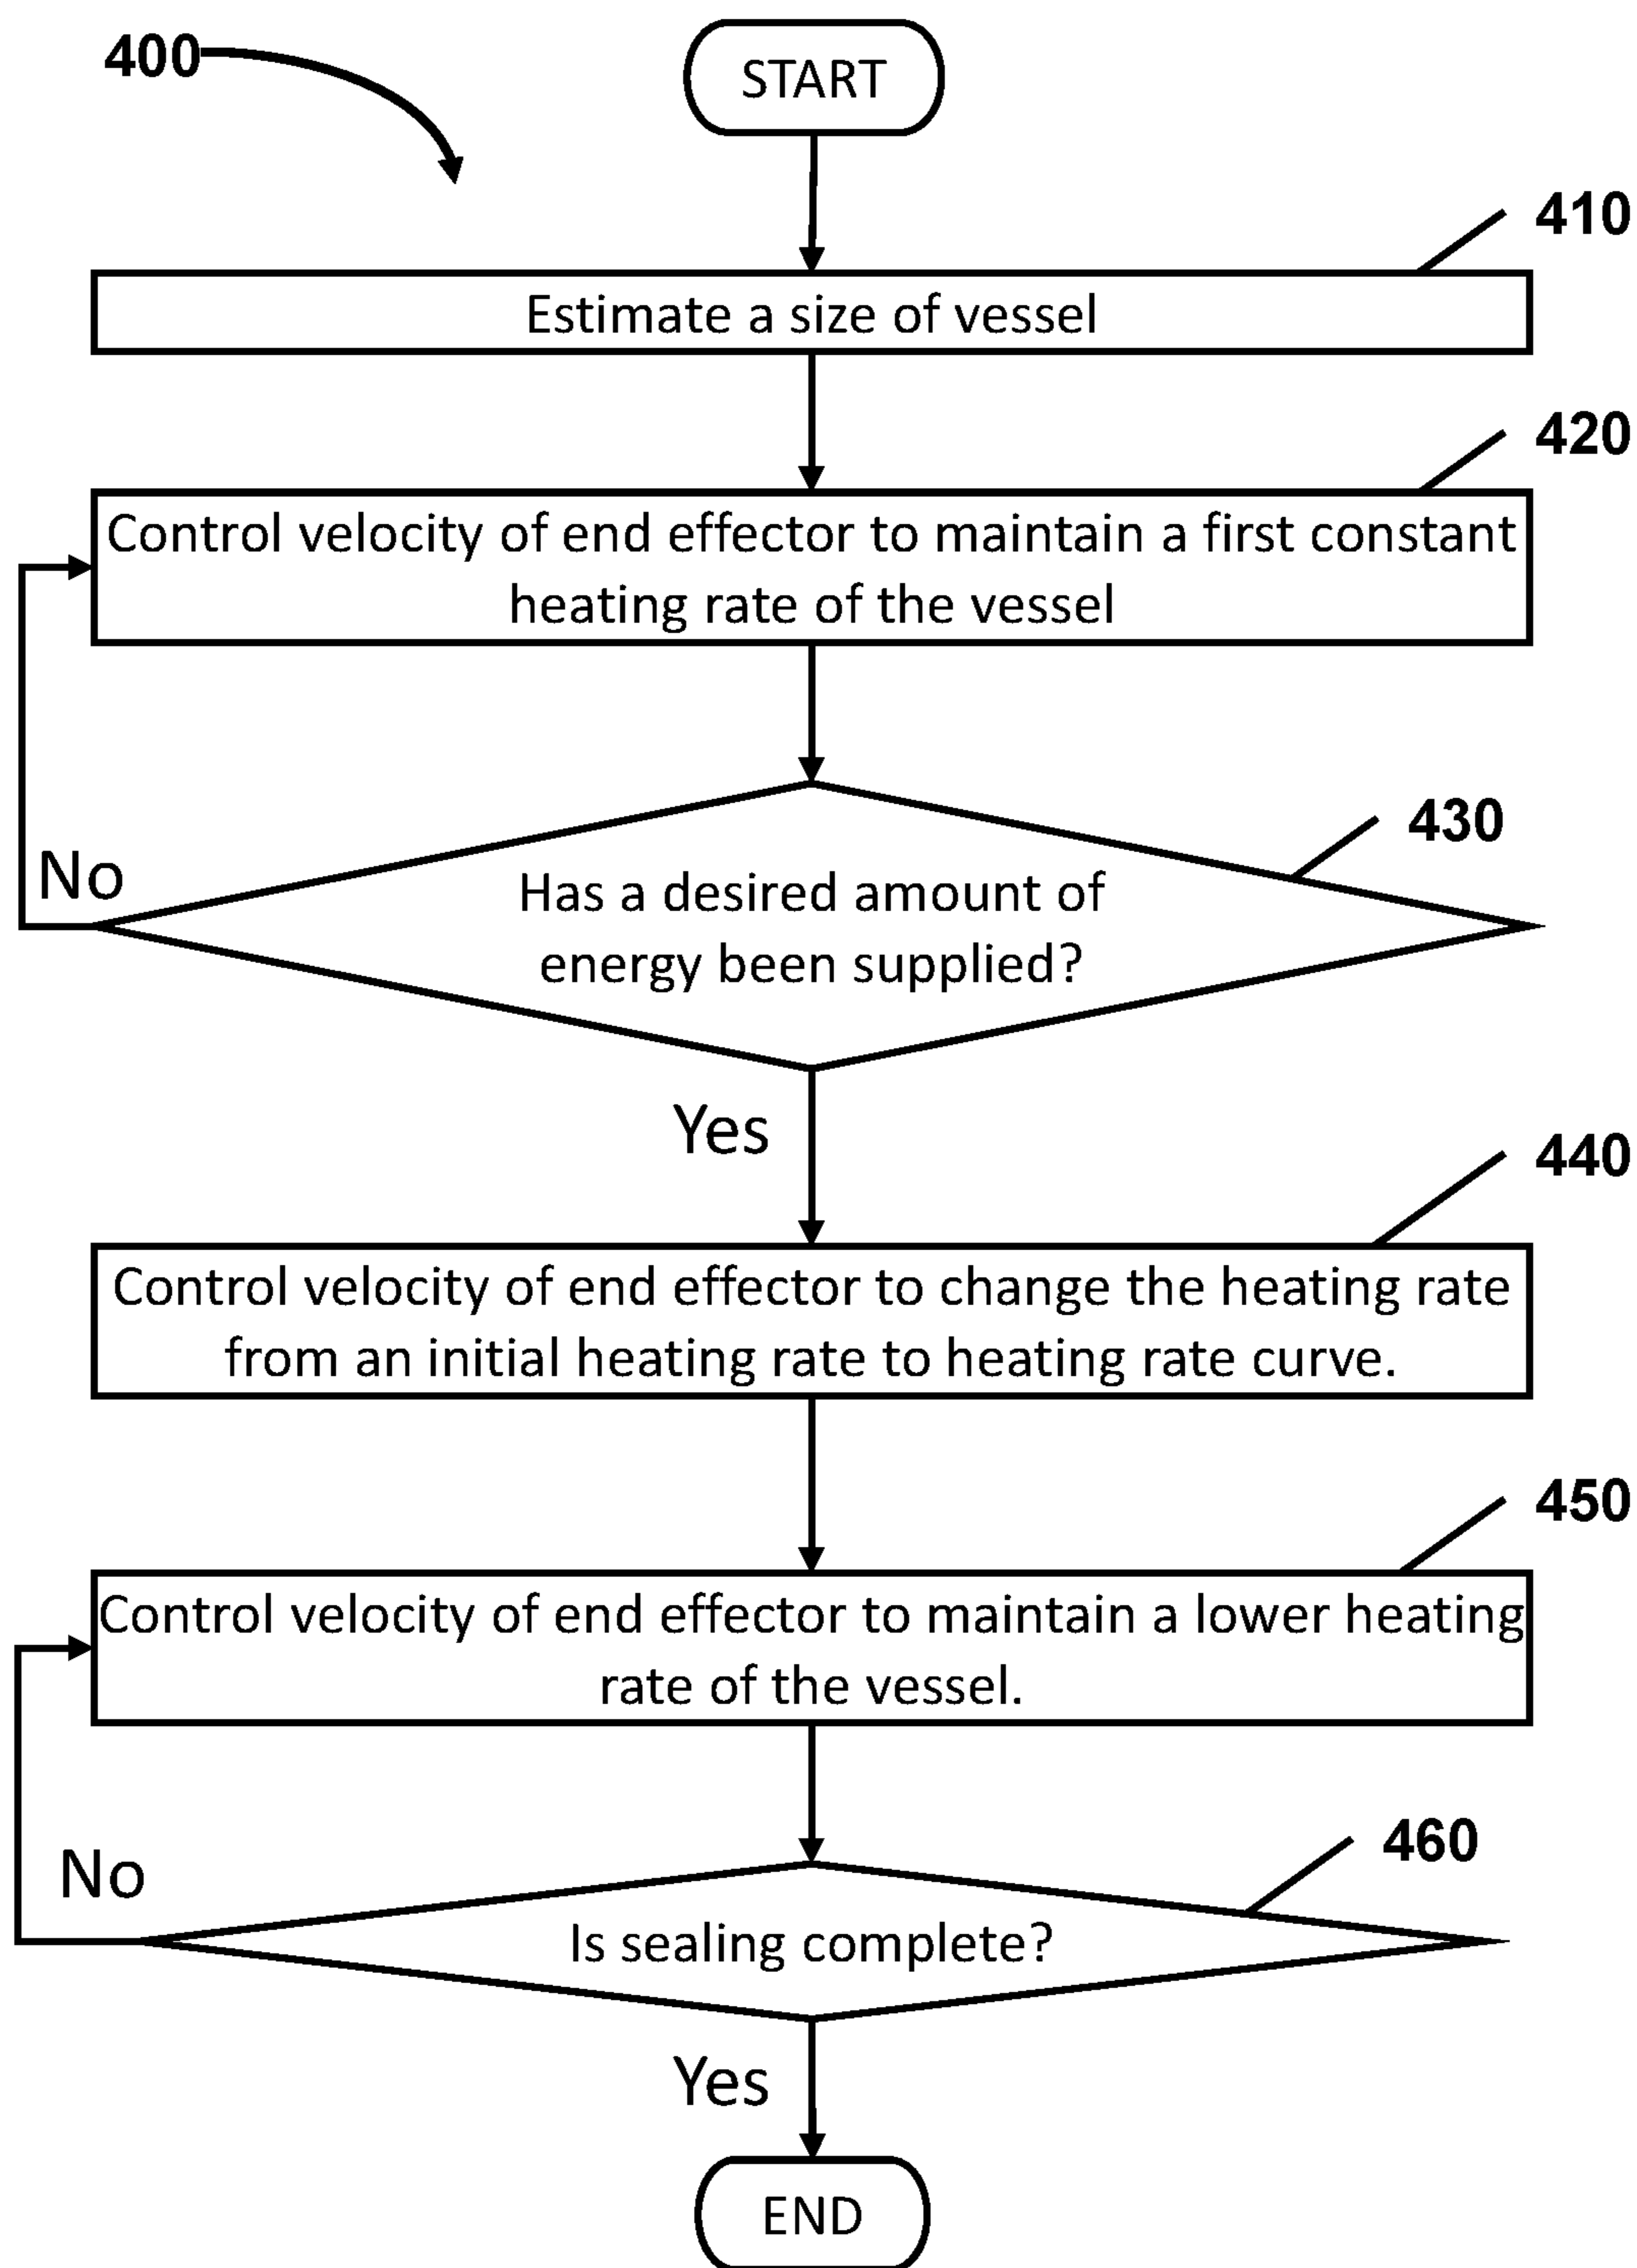 400
START
410
Estimate a size of vessel
420
Control velocity of end effector to maintain a first constant
heating rate of the vessel
430
No
Has a desired amount of
energy been supplied?
Yes
440
Control velocity of end effector to change the heating rate
from an initial heating rate to heating rate curve.
450
Control velocity of end effector to maintain a lower heating
rate of the vessel.
460
No
Is sealing complete?
Yes
END